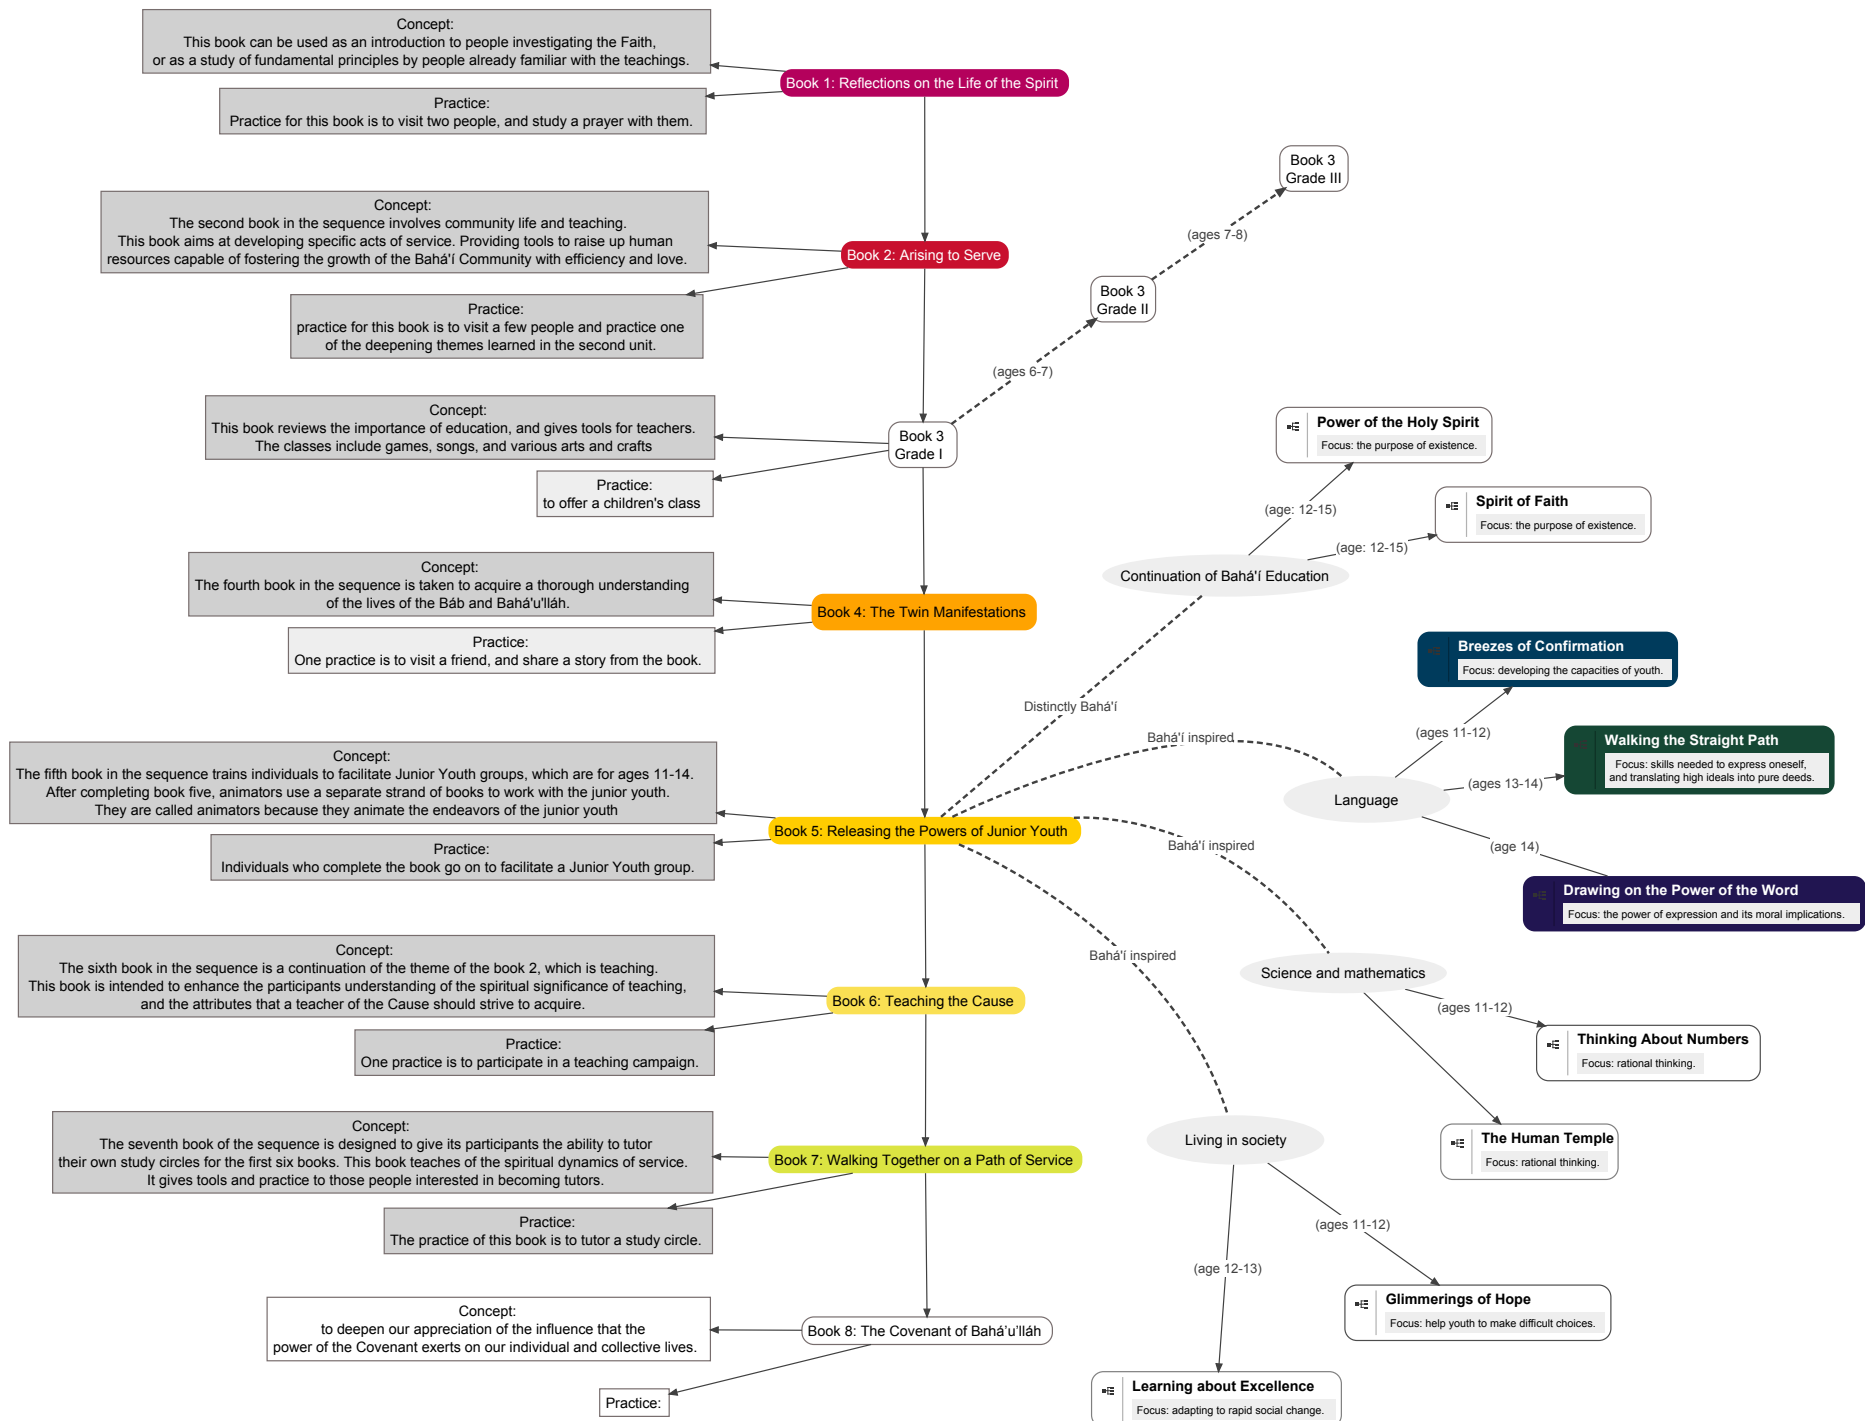 Concept:
This book can be used as an introduction to people investigating the Faith,
or as a study of fundamental principles by people already familiar with the teachings.
Book 1: Reflections on the Life of the Spirit
Practice:
Practice for this book is to visit two people, and study a prayer with them.
Book 3
Grade III
Concept:
The second book in the sequence involves community life and teaching.
This book aims at developing specific acts of service. Providing tools to raise up human
resources capable of fostering the growth of the Bahá'í Community with efficiency and love.
(ages 7-8)
Book 2: Arising to Serve
Book 3
Grade II
Practice:
practice for this book is to visit a few people and practice one
of the deepening themes learned in the second unit.
(ages 6-7)
Concept:
This book reviews the importance of education, and gives tools for teachers.
The classes include games, songs, and various arts and crafts
Book 3
Grade I
Power of the Holy Spirit
Focus: the purpose of existence.
Practice:
to offer a children's class
Spirit of Faith
Focus: the purpose of existence.
(age: 12-15)
(age: 12-15)
Continuation of Bahá'í Education
Concept:
The fourth book in the sequence is taken to acquire a thorough understanding
of the lives of the Báb and Bahá'u'lláh.
Book 4: The Twin Manifestations
Practice:
One practice is to visit a friend, and share a story from the book.
Breezes of Confirmation
Focus: developing the capacities of youth.
Distinctly Bahá'í
Bahá'í inspired
(ages 11-12)
Walking the Straight Path
Focus: skills needed to express oneself,
and translating high ideals into pure deeds.
Concept:
The fifth book in the sequence trains individuals to facilitate Junior Youth groups, which are for ages 11-14.
After completing book five, animators use a separate strand of books to work with the junior youth.
They are called animators because they animate the endeavors of the junior youth
(ages 13-14)
Language
Book 5: Releasing the Powers of Junior Youth
Bahá'í inspired
(age 14)
Practice:
Individuals who complete the book go on to facilitate a Junior Youth group.
Drawing on the Power of the Word
Focus: the power of expression and its moral implications.
Bahá'í inspired
Science and mathematics
Concept:
The sixth book in the sequence is a continuation of the theme of the book 2, which is teaching.
This book is intended to enhance the participants understanding of the spiritual significance of teaching,
and the attributes that a teacher of the Cause should strive to acquire.
Book 6: Teaching the Cause
(ages 11-12)
Thinking About Numbers
Focus: rational thinking.
Practice:
One practice is to participate in a teaching campaign.
Concept:
The seventh book of the sequence is designed to give its participants the ability to tutor
their own study circles for the first six books. This book teaches of the spiritual dynamics of service.
It gives tools and practice to those people interested in becoming tutors.
Book 7: Walking Together on a Path of Service
Living in society
The Human Temple
Focus: rational thinking.
Practice:
The practice of this book is to tutor a study circle.
(ages 11-12)
(age 12-13)
Glimmerings of Hope
Focus: help youth to make difficult choices.
Concept:
to deepen our appreciation of the influence that the
power of the Covenant exerts on our individual and collective lives.
Book 8: The Covenant of Bahá’u’lláh
Practice:
Learning about Excellence
Focus: adapting to rapid social change.